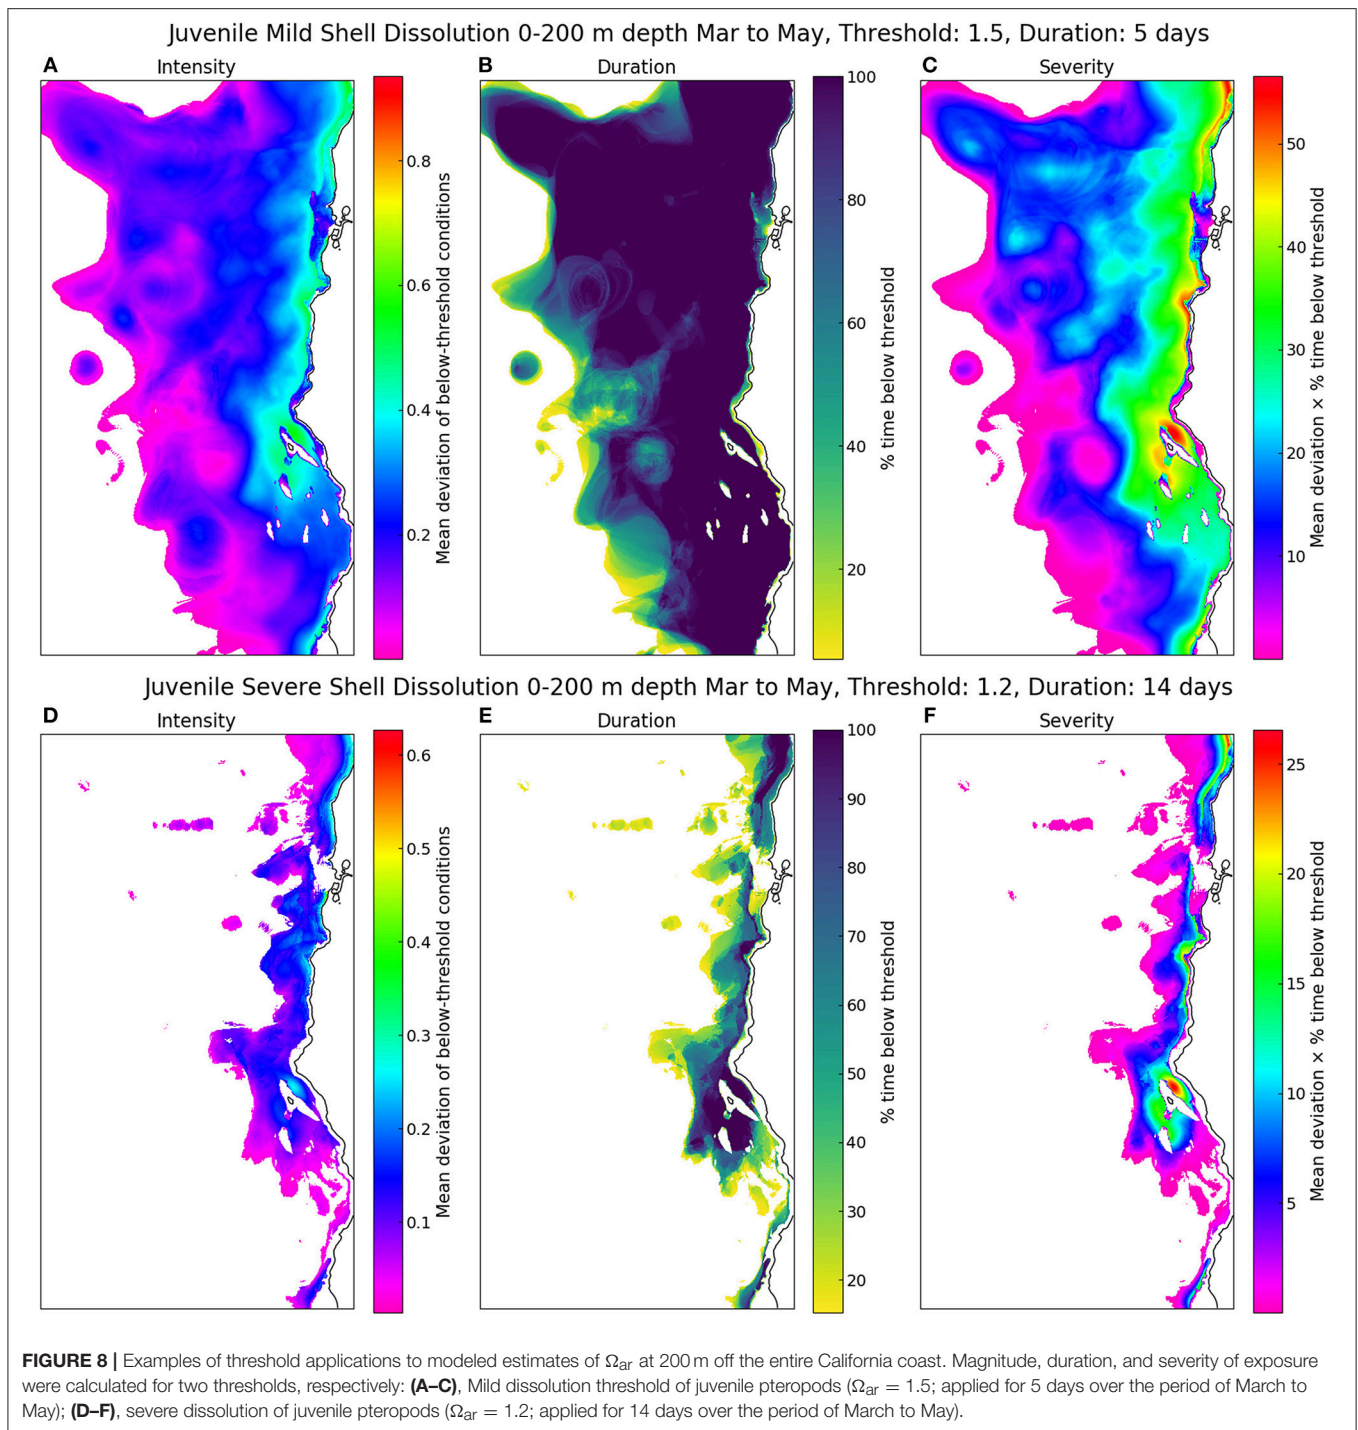 Juvenile Mild Shell Dissolution 0-200 m depth Mar to May, Threshold: 1.5, Duration: 5 days
A Intensity
0.8
0.6
0.4
0.2
Mean deviation of below-threshold conditions
B Duration
100
80
60
40
20
% time below threshold
C Severity
50
40
30
20
10
Mean deviation × % time below threshold
Juvenile Severe Shell Dissolution 0-200 m depth Mar to May, Threshold: 1.2, Duration: 14 days
D Intensity
0.6
0.5
0.4
0.3
0.2
0.1
Mean deviation of below-threshold conditions
E Duration
100
90
80
70
60
50
40
30
20
% time below threshold
F Severity
25
20
15
10
5
Mean deviation × % time below threshold
FIGURE 8 | Examples of threshold applications to modeled estimates of Ωar at 200 m off the entire California coast. Magnitude, duration, and severity of exposure
were calculated for two thresholds, respectively: (A–C), Mild dissolution threshold of juvenile pteropods (Ωar = 1.5; applied for 5 days over the period of March to
May); (D–F), severe dissolution of juvenile pteropods (Ωar = 1.2; applied for 14 days over the period of March to May).